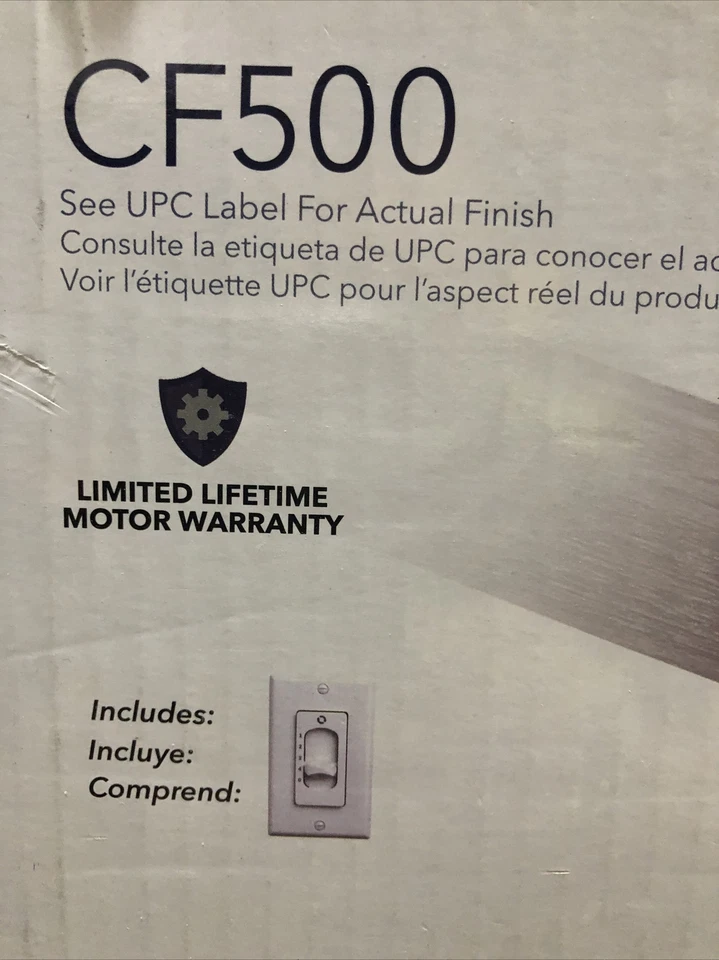 CF500
See UPC Label For Actual Finish
Consulte la etiqueta de UPC para conocer el
Voir l'étiquette UPC pour l'aspect réel du
LIMITED LIFETIME
MOTOR WARRANTY
Includes:
Incluye:
Comprend: